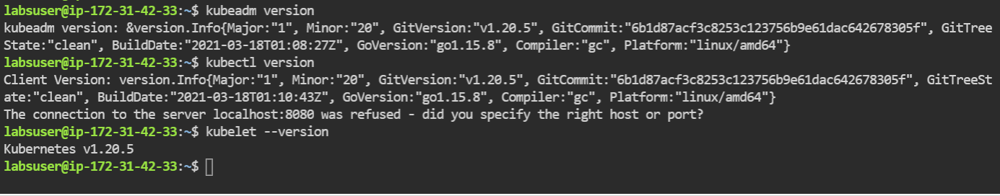 labsuser@ip-172-31-42-33:~$ kubeadm version
kubeadm version: &version.Info{Major:"1", Minor:"20", GitVersion:"v1.20.5", GitCommit:"6b1d87acf3c8253c123756b9e61dac642678305f", GitTree
State:"clean", BuildDate:"2021-03-18T01:08:27Z", GoVersion:"go1.15.8", Compiler:"gc", Platform:"linux/amd64"}
labsuser@ip-172-31-42-33:~$ kubectl version
Client Version: version.Info{Major:"1", Minor:"20", GitVersion:"v1.20.5", GitCommit:"6b1d87acf3c8253c123756b9e61dac642678305f", GitTreeSt
ate:"clean", BuildDate:"2021-03-18T01:10:43Z", GoVersion:"go1.15.8", Compiler:"gc", Platform:"linux/amd64"}
The connection to the server localhost:8080 was refused - did you specify the right host or port?
labsuser@ip-172-31-42-33:~$ kubelet --version
Kubernetes v1.20.5
labsuser@ip-172-31-42-33:~$